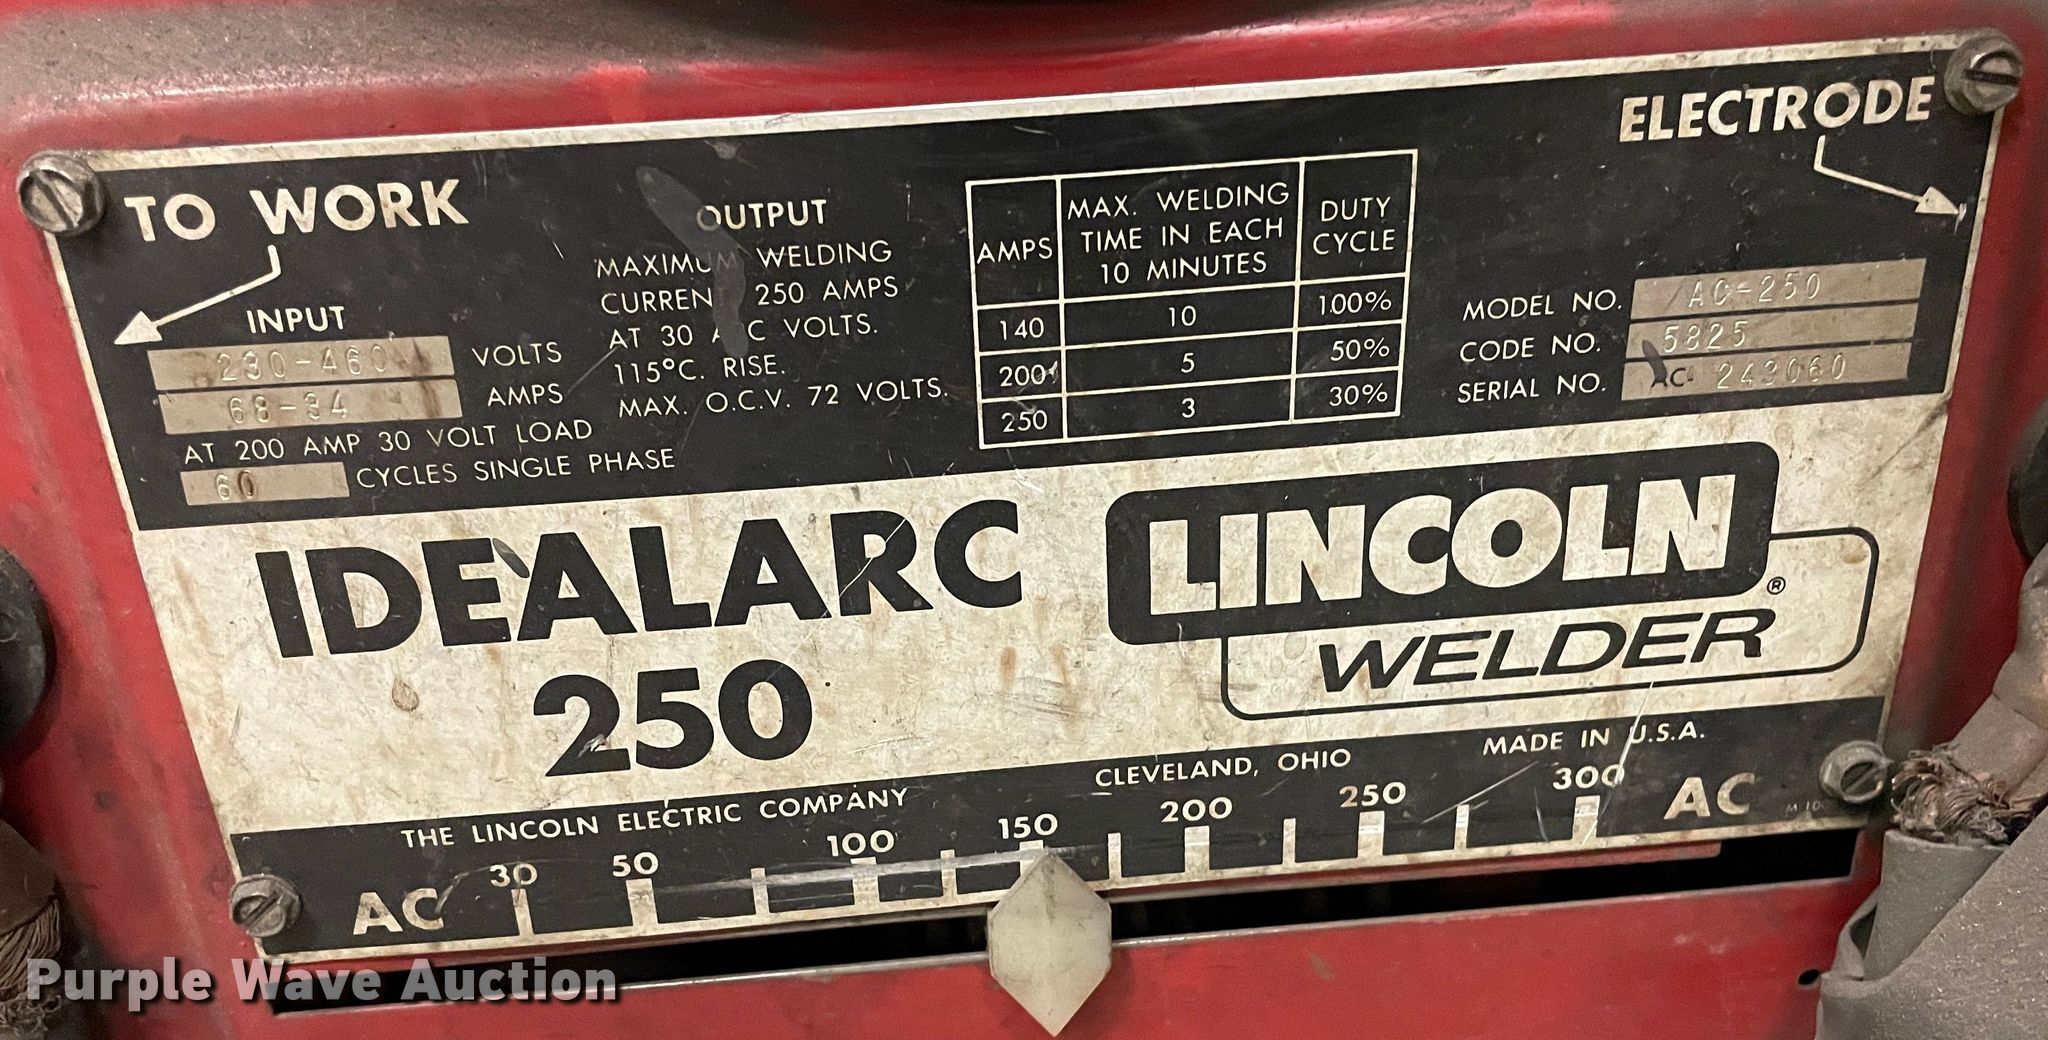 TO WORK
INPUT
230-460 VOLTS
68-34 AMPS
AT 200 AMP 30 VOLT LOAD
60 CYCLES SINGLE PHASE
OUTPUT
MAXIMUM WELDING
CURRENT 250 AMPS
AT 30 ARC VOLTS.
115°C. RISE.
MAX. O.C.V. 72 VOLTS.
AMPS MAX. WELDING TIME IN EACH 10 MINUTES DUTY CYCLE
140 10 100%
200 5 50%
250 3 30%
ELECTRODE
MODEL NO. AC-250
CODE NO. 5825
SERIAL NO. AC- 243060
IDEALARC
250
LINCOLN
WELDER ®
THE LINCOLN ELECTRIC COMPANY CLEVELAND, OHIO MADE IN U.S.A.
AC 30 50 100 150 200 250 300 AC
Purple Wave Auction